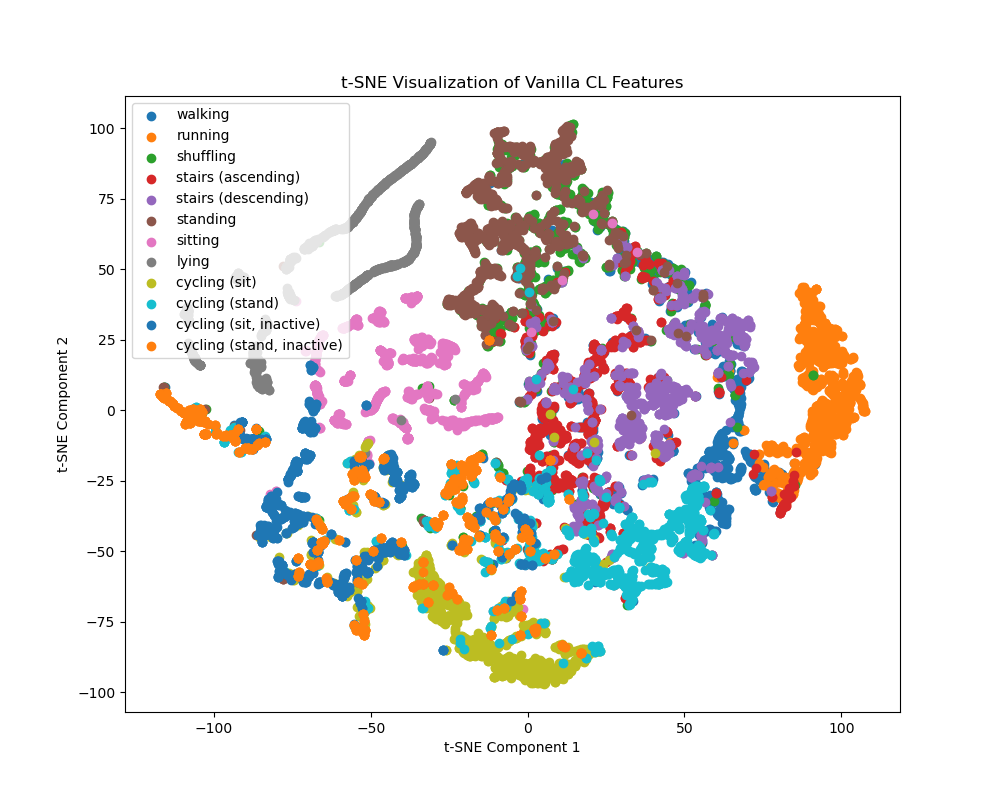 t-SNE Visualization of Vanilla CL Features
walking
running
shuffling
stairs (ascending)
stairs (descending)
standing
sitting
lying
cycling (sit)
cycling (stand)
cycling (sit, inactive)
cycling (stand, inactive)
100
75
50
25
0
−25
−50
−75
−100
t-SNE Component 2
−100
−50
0
50
100
t-SNE Component 1